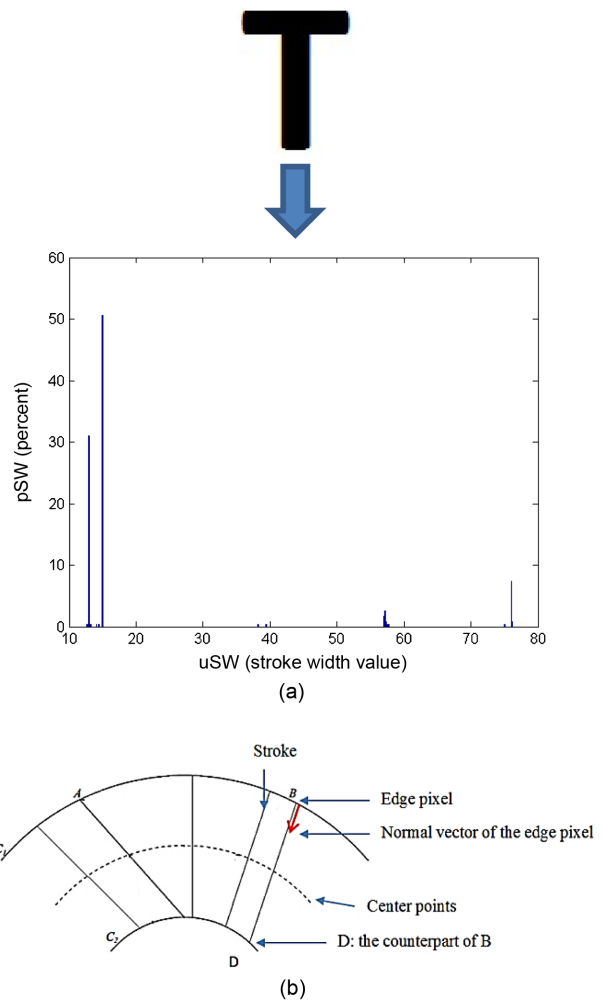 T
60
50
40
30
20
10
0
pSW (percent)
10 20 30 40 50 60 70 80
uSW (stroke width value)
(a)
Stroke
A
B
Edge pixel
C₁
Normal vector of the edge pixel
Center points
C₂
D: the counterpart of B
D
(b)